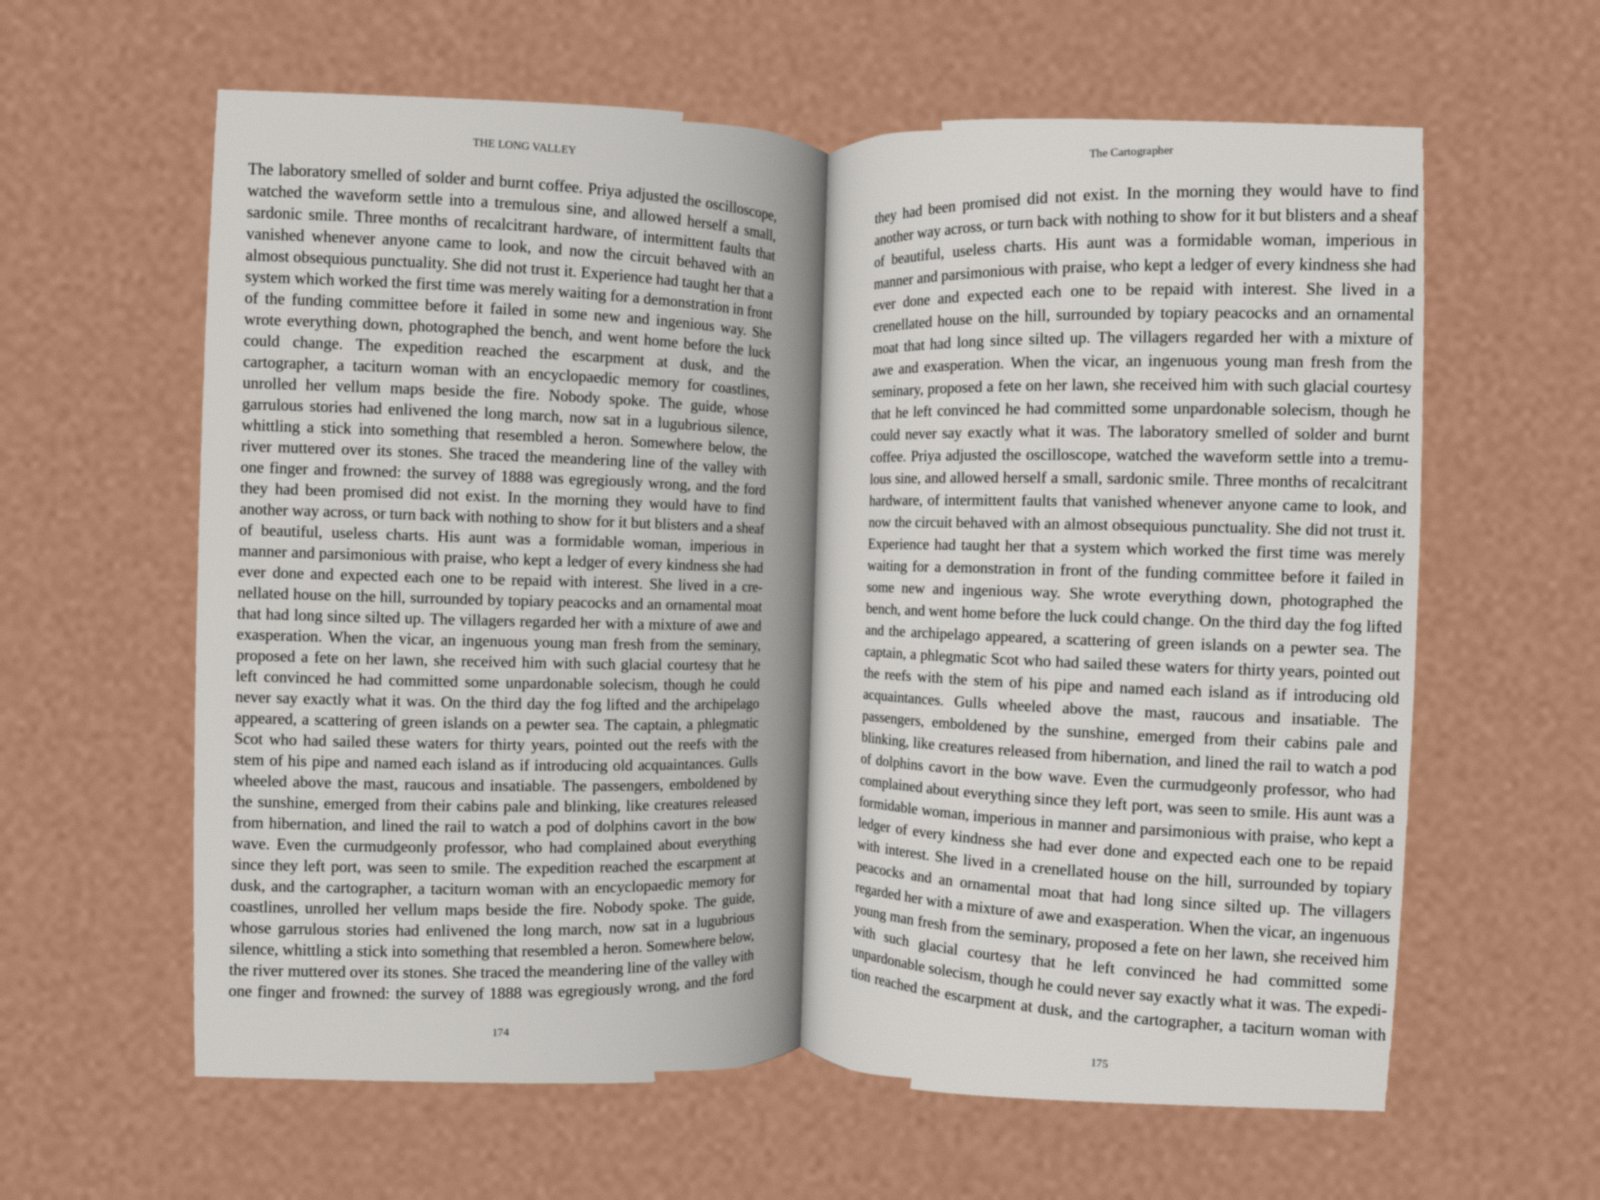 THE LONG VALLEY
The laboratory smelled of solder and burnt coffee. Priya adjusted the oscilloscope,
watched the waveform settle into a tremulous sine, and allowed herself a small,
sardonic smile. Three months of recalcitrant hardware, of intermittent faults that
vanished whenever anyone came to look, and now the circuit behaved with an
almost obsequious punctuality. She did not trust it. Experience had taught her that a
system which worked the first time was merely waiting for a demonstration in front
of the funding committee before it failed in some new and ingenious way. She
wrote everything down, photographed the bench, and went home before the luck
could change. The expedition reached the escarpment at dusk, and the
cartographer, a taciturn woman with an encyclopaedic memory for coastlines,
unrolled her vellum maps beside the fire. Nobody spoke. The guide, whose
garrulous stories had enlivened the long march, now sat in a lugubrious silence,
whittling a stick into something that resembled a heron. Somewhere below, the
river muttered over its stones. She traced the meandering line of the valley with
one finger and frowned: the survey of 1888 was egregiously wrong, and the ford
they had been promised did not exist. In the morning they would have to find
another way across, or turn back with nothing to show for it but blisters and a sheaf
of beautiful, useless charts. His aunt was a formidable woman, imperious in
manner and parsimonious with praise, who kept a ledger of every kindness she had
ever done and expected each one to be repaid with interest. She lived in a cre-
nellated house on the hill, surrounded by topiary peacocks and an ornamental moat
that had long since silted up. The villagers regarded her with a mixture of awe and
exasperation. When the vicar, an ingenuous young man fresh from the seminary,
proposed a fete on her lawn, she received him with such glacial courtesy that he
left convinced he had committed some unpardonable solecism, though he could
never say exactly what it was. On the third day the fog lifted and the archipelago
appeared, a scattering of green islands on a pewter sea. The captain, a phlegmatic
Scot who had sailed these waters for thirty years, pointed out the reefs with the
stem of his pipe and named each island as if introducing old acquaintances. Gulls
wheeled above the mast, raucous and insatiable. The passengers, emboldened by
the sunshine, emerged from their cabins pale and blinking, like creatures released
from hibernation, and lined the rail to watch a pod of dolphins cavort in the bow
wave. Even the curmudgeonly professor, who had complained about everything
since they left port, was seen to smile. The expedition reached the escarpment at
dusk, and the cartographer, a taciturn woman with an encyclopaedic memory for
coastlines, unrolled her vellum maps beside the fire. Nobody spoke. The guide,
whose garrulous stories had enlivened the long march, now sat in a lugubrious
silence, whittling a stick into something that resembled a heron. Somewhere below,
the river muttered over its stones. She traced the meandering line of the valley with
one finger and frowned: the survey of 1888 was egregiously wrong, and the ford
174
The Cartographer
they had been promised did not exist. In the morning they would have to find
another way across, or turn back with nothing to show for it but blisters and a sheaf
of beautiful, useless charts. His aunt was a formidable woman, imperious in
manner and parsimonious with praise, who kept a ledger of every kindness she had
ever done and expected each one to be repaid with interest. She lived in a
crenellated house on the hill, surrounded by topiary peacocks and an ornamental
moat that had long since silted up. The villagers regarded her with a mixture of
awe and exasperation. When the vicar, an ingenuous young man fresh from the
seminary, proposed a fete on her lawn, she received him with such glacial courtesy
that he left convinced he had committed some unpardonable solecism, though he
could never say exactly what it was. The laboratory smelled of solder and burnt
coffee. Priya adjusted the oscilloscope, watched the waveform settle into a tremu-
lous sine, and allowed herself a small, sardonic smile. Three months of recalcitrant
hardware, of intermittent faults that vanished whenever anyone came to look, and
now the circuit behaved with an almost obsequious punctuality. She did not trust it.
Experience had taught her that a system which worked the first time was merely
waiting for a demonstration in front of the funding committee before it failed in
some new and ingenious way. She wrote everything down, photographed the
bench, and went home before the luck could change. On the third day the fog lifted
and the archipelago appeared, a scattering of green islands on a pewter sea. The
captain, a phlegmatic Scot who had sailed these waters for thirty years, pointed out
the reefs with the stem of his pipe and named each island as if introducing old
acquaintances. Gulls wheeled above the mast, raucous and insatiable. The
passengers, emboldened by the sunshine, emerged from their cabins pale and
blinking, like creatures released from hibernation, and lined the rail to watch a pod
of dolphins cavort in the bow wave. Even the curmudgeonly professor, who had
complained about everything since they left port, was seen to smile. His aunt was a
formidable woman, imperious in manner and parsimonious with praise, who kept a
ledger of every kindness she had ever done and expected each one to be repaid
with interest. She lived in a crenellated house on the hill, surrounded by topiary
peacocks and an ornamental moat that had long since silted up. The villagers
regarded her with a mixture of awe and exasperation. When the vicar, an ingenuous
young man fresh from the seminary, proposed a fete on her lawn, she received him
with such glacial courtesy that he left convinced he had committed some
unpardonable solecism, though he could never say exactly what it was. The expedi-
tion reached the escarpment at dusk, and the cartographer, a taciturn woman with
175